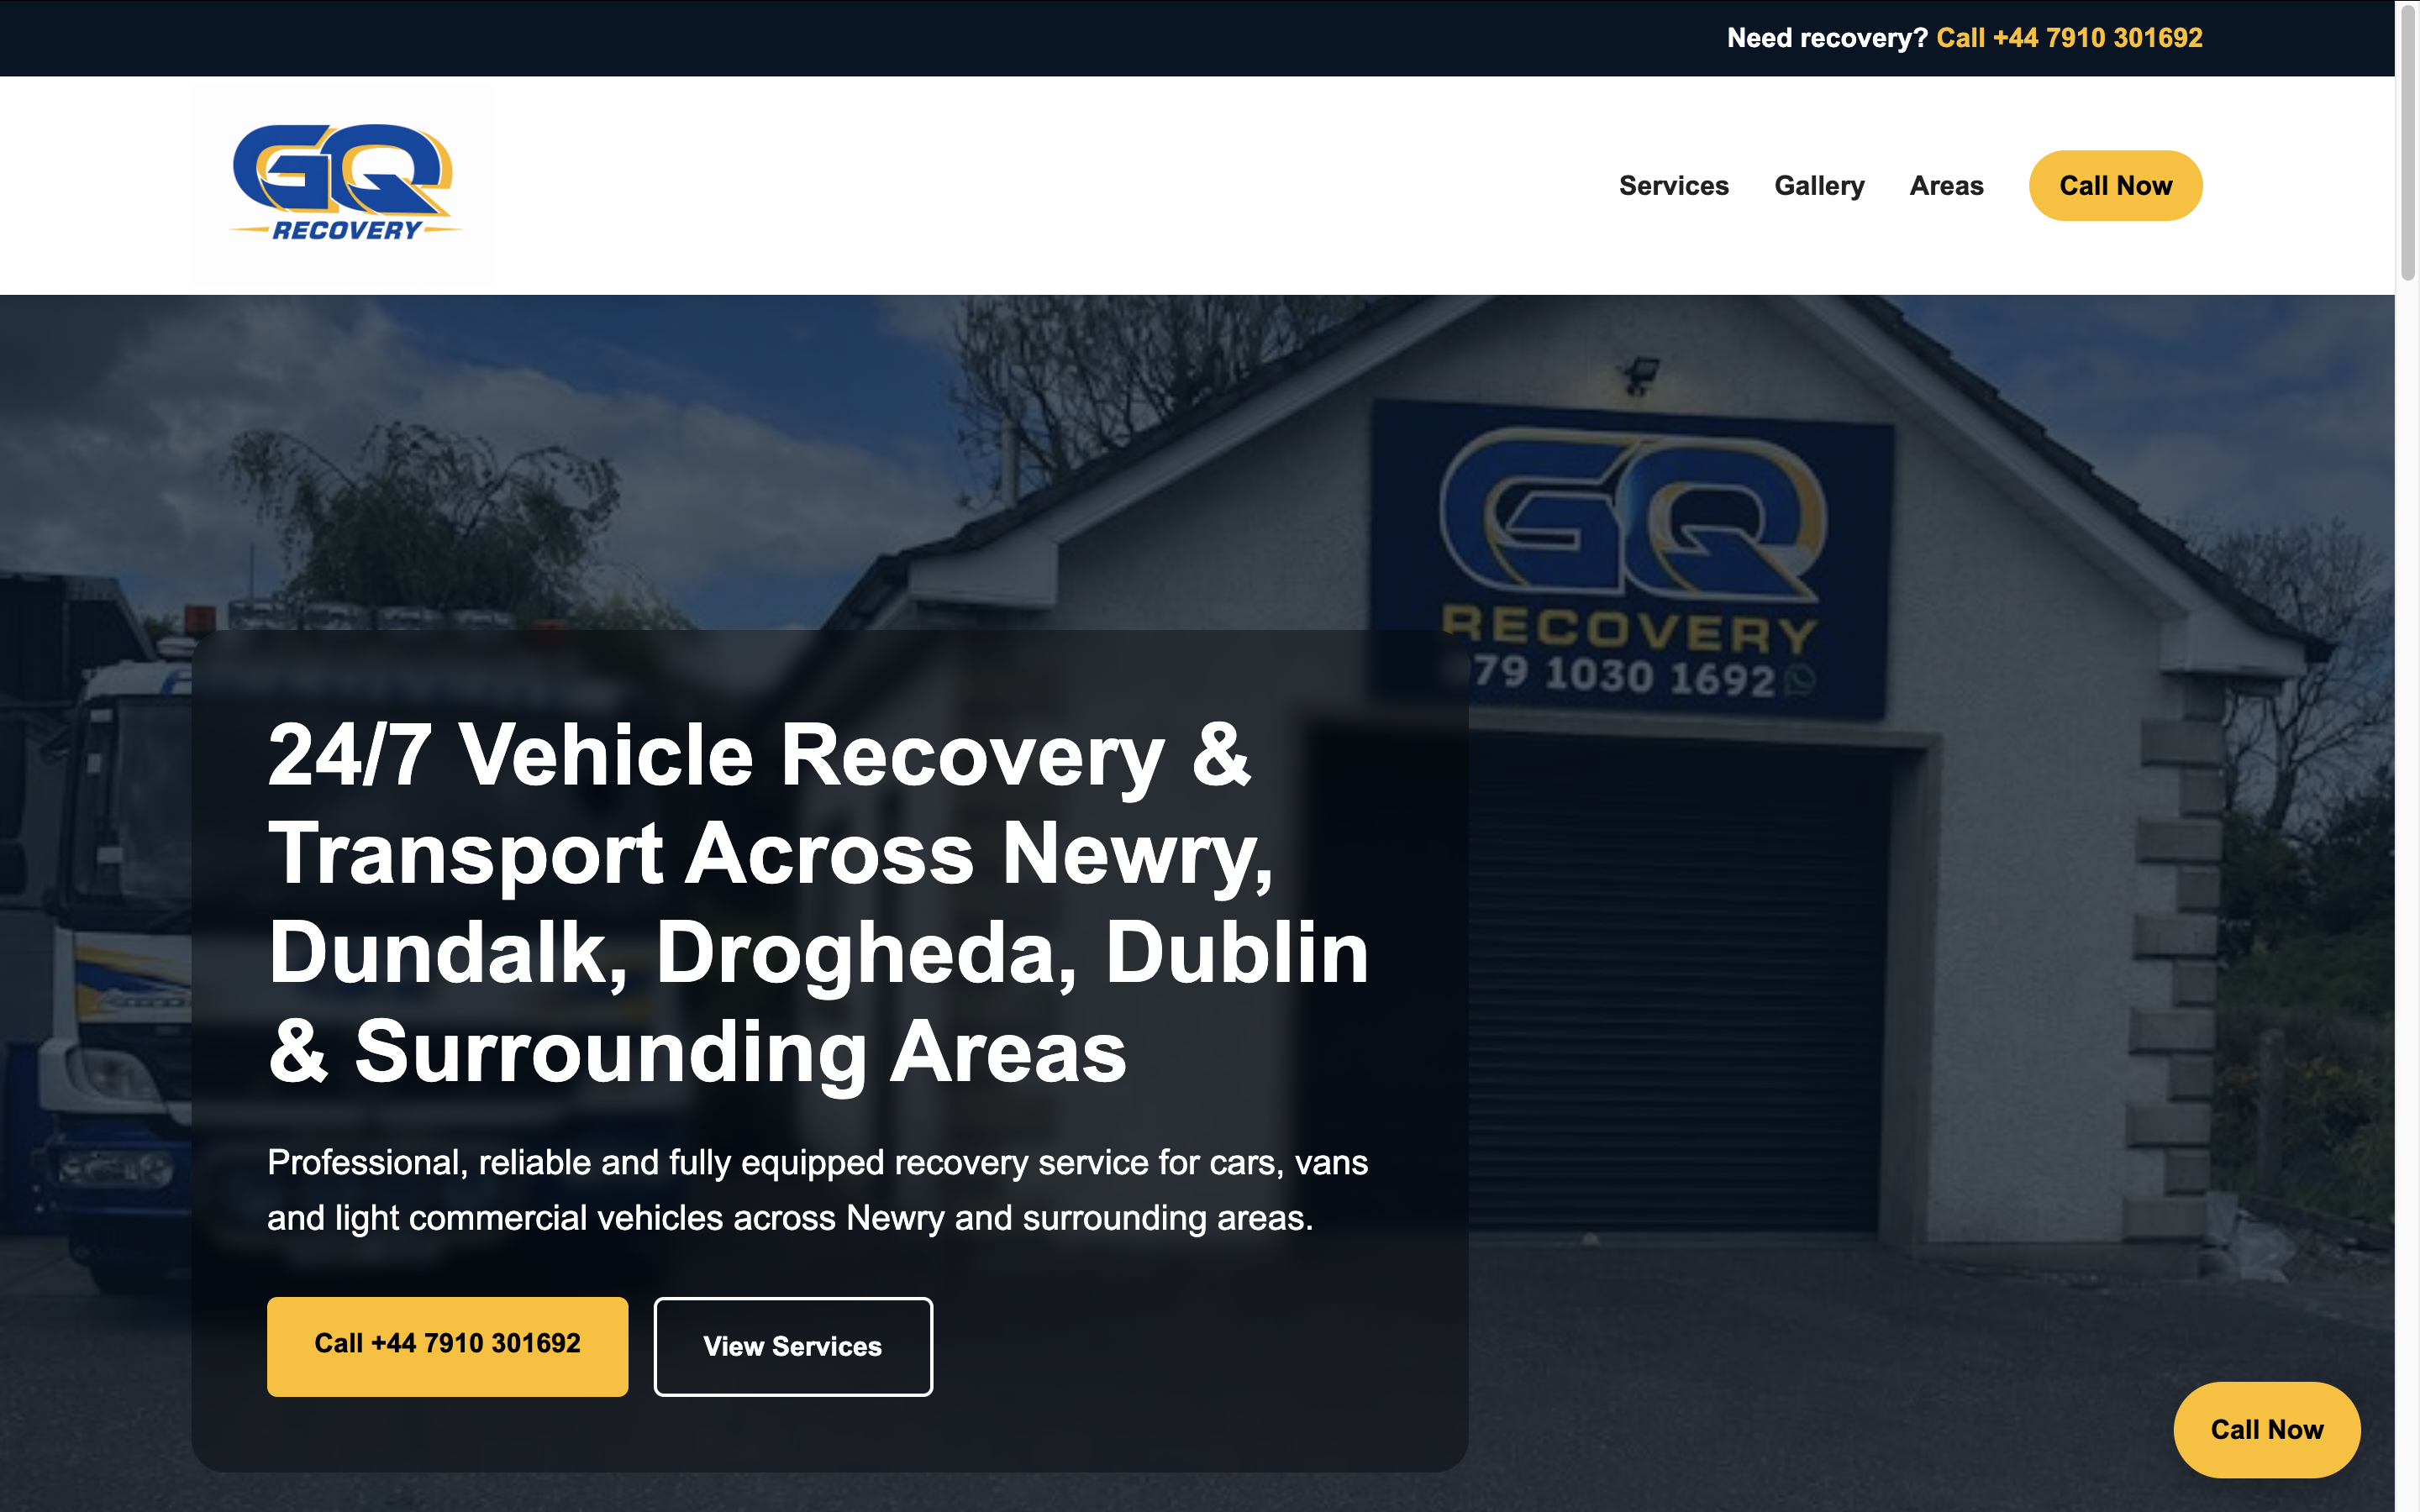 Need recovery? Call +44 7910 301692
GQ
RECOVERY
Services Gallery Areas Call Now
GQ
RECOVERY
79 1030 1692
24/7 Vehicle Recovery &
Transport Across Newry,
Dundalk, Drogheda, Dublin
& Surrounding Areas
Professional, reliable and fully equipped recovery service for cars, vans
and light commercial vehicles across Newry and surrounding areas.
Call +44 7910 301692 View Services
Call Now